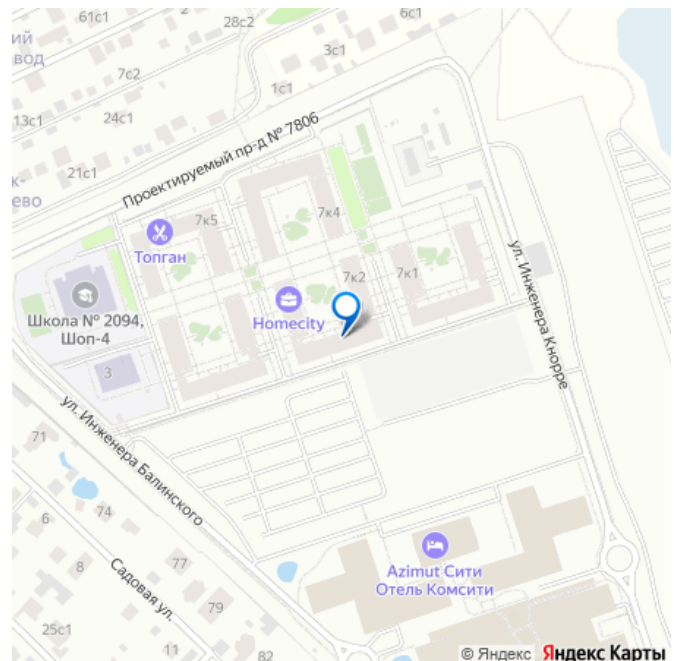 61с1
2
28с2
6с1
ий
вод
3с1
7с2
1с1
13с1
24с1
Проектируемый пр-д № 7806
21с1
к-
ево
7к4
7к5
Топган
ул. Инженера Кнорре
7к2
7к1
Homecity
Школа № 2094,
Шоп-4
3
ул. Инженера Балинского
71
74
6
8
77
Azimut Сити
Отель Комсити
Садовая ул.
79
25с1
11
82
© Яндекс Яндекс Карты